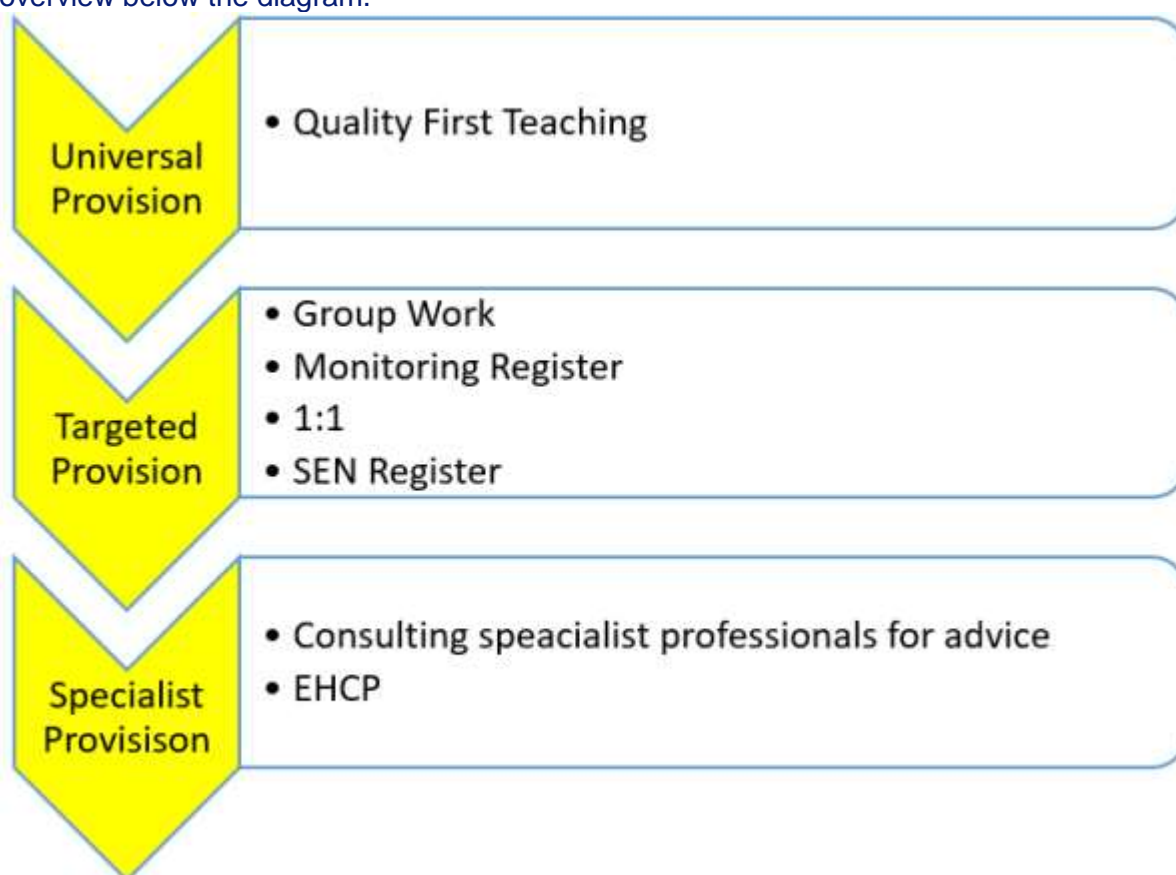 overview below the diagram.
Universal
Provision
• Quality First Teaching
Targeted
Provision
• Group Work
• Monitoring Register
• 1:1
• SEN Register
Specialist
Provisison
• Consulting speacialist professionals for advice
• EHCP